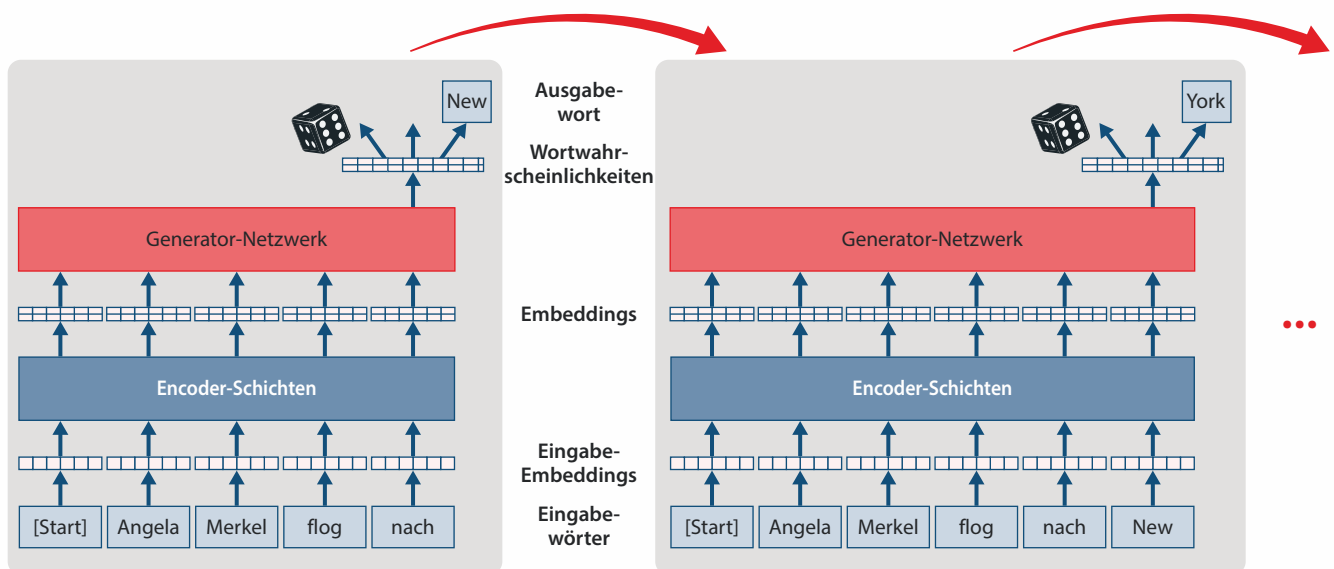 New
Ausgabe-
wort
York
Wortwahr-
scheinlichkeiten
Generator-Netzwerk
Generator-Netzwerk
Embeddings
...
Encoder-Schichten
Encoder-Schichten
Eingabe-
Embeddings
[Start] Angela Merkel flog nach
Eingabe-
wörter
[Start] Angela Merkel flog nach New